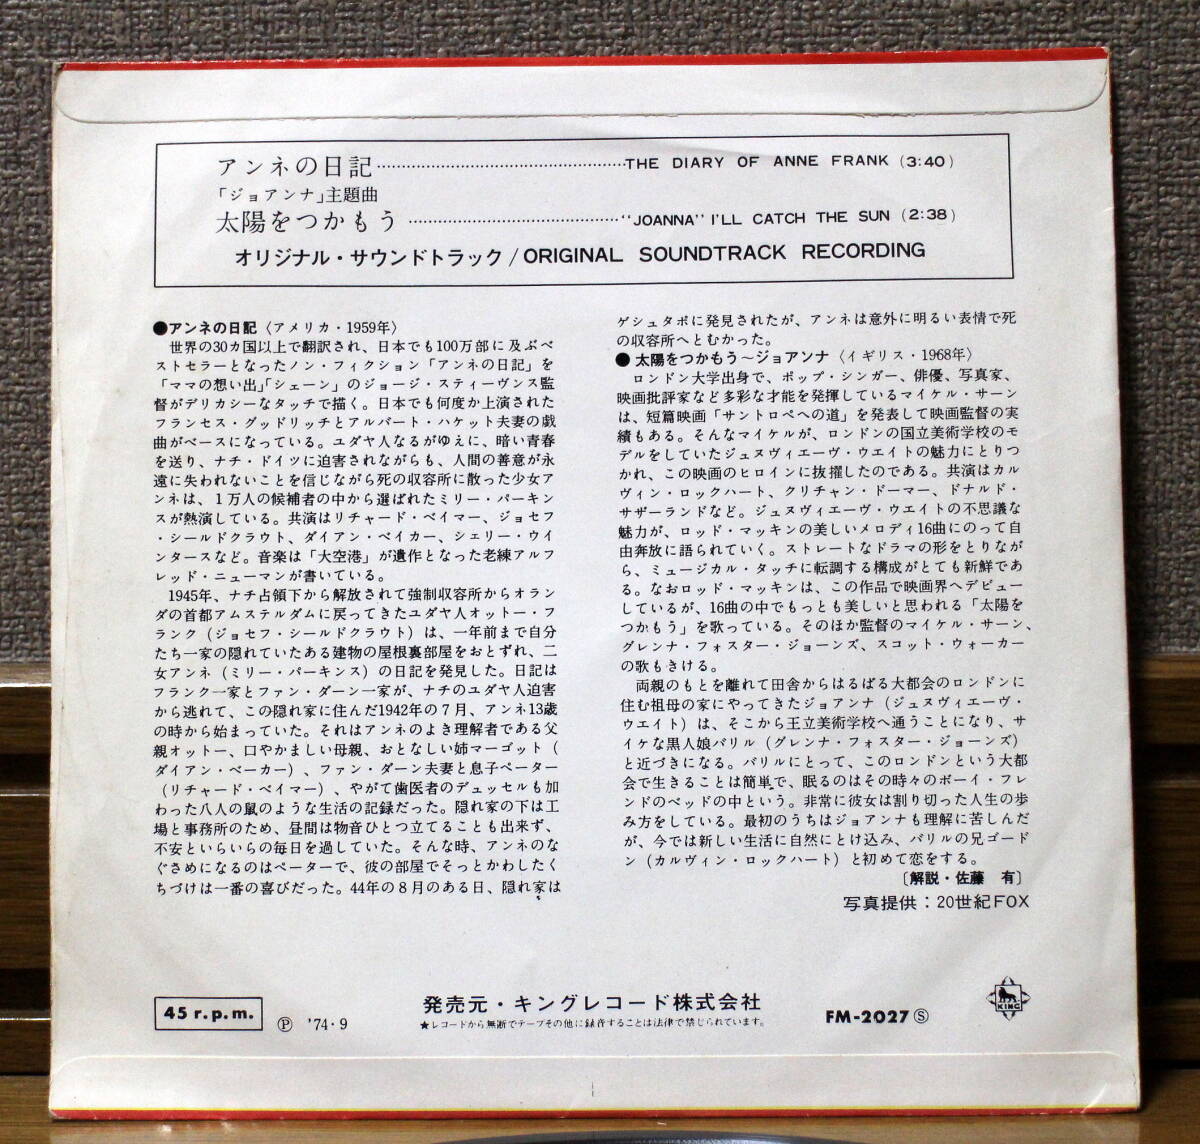 アンネの日記……………………………………………THE DIARY OF ANNE FRANK (3:40)
「ジョアンナ」主題曲
太陽をつかもう……………………………………"JOANNA" I'LL CATCH THE SUN (2:38)
オリジナル・サウンドトラック/ORIGINAL SOUNDTRACK RECORDING
●アンネの日記〈アメリカ・1959年〉
世界の30カ国以上で翻訳され、日本でも100万部に及ぶベ
ストセラーとなったノン・フィクション「アンネの日記」を
「ママの想い出」「シェーン」のジョージ・スティーヴンス監
督がデリカシーなタッチで描く。日本でも何度か上演された
フランセス・グッドリッチとアルバート・ハケット夫妻の戯
曲がベースになっている。ユダヤ人なるがゆえに、暗い青春
を送り、ナチ・ドイツに迫害されながらも、人間の善意が永
遠に失われないことを信じながら死の収容所に散った少女ア
ンネは、1万人の候補者の中から選ばれたミリー・パーキン
スが熱演している。共演はリチャード・ベイマー、ジョセフ
・シールドクラウト、ダイアン・ベイカー、シェリー・ウイ
ンタースなど。音楽は「大空港」が遺作となった老練アルフ
レッド・ニューマンが書いている。
1945年、ナチ占領下から解放されて強制収容所からオラン
ダの首都アムステルダムに戻ってきたユダヤ人オットー・フ
ランク（ジョセフ・シールドクラウト）は、一年前まで自分
たち一家の隠れていたある建物の屋根裏部屋をおとずれ、二
女アンネ（ミリー・パーキンス）の日記を発見した。日記は
フランク一家とファン・ダーン一家が、ナチのユダヤ人迫害
から逃れて、この隠れ家に住んだ1942年の7月、アンネ13歳
の時から始まっていた。それはアンネのよき理解者である父
親オットー、口やかましい母親、おとなしい姉マーゴット（
ダイアン・ベーカー）、ファン・ダーン夫妻と息子ペーター
（リチャード・ベイマー）、やがて歯医者のデュッセルも加
わった八人の鼠のような生活の記録だった。隠れ家の下は工
場と事務所のため、昼間は物音ひとつ立てることも出来ず、
不安といらいらの毎日を過していた。そんな時、アンネのな
ぐさめになるのはペーターで、彼の部屋でそっとかわしたく
ちづけは一番の喜びだった。44年の8月のある日、隠れ家は
ゲシュタポに発見されたが、アンネは意外に明るい表情で死
の収容所へとむかった。
●太陽をつかもう～ジョアンナ〈イギリス・1968年〉
ロンドン大学出身で、ポップ・シンガー、俳優、写真家、
映画批評家など多彩な才能を発揮しているマイケル・サーン
は、短篇映画「サントロペへの道」を発表して映画監督の実
績もある。そんなマイケルが、ロンドンの国立美術学校のモ
デルをしていたジュヌヴィエーヴ・ウエイトの魅力にとりつ
かれ、この映画のヒロインに抜擢したのである。共演はカル
ヴィン・ロックハート、クリチャン・ドーマー、ドナルド・
サザーランドなど。ジュヌヴィエーヴ・ウエイトの不思議な
魅力が、ロッド・マッキンの美しいメロディ16曲にのって自
由奔放に語られていく。ストレートなドラマの形をとりなが
ら、ミュージカル・タッチに転調する構成がとても新鮮であ
る。なおロッド・マッキンは、この作品で映画界へデビュー
しているが、16曲の中でもっとも美しいと思われる「太陽を
つかもう」を歌っている。そのほか監督のマイケル・サーン、
グレンナ・フォスター・ジョーンズ、スコット・ウォーカー
の歌もきける。
両親のもとを離れて田舎からはるばる大都会のロンドンに
住む祖母の家にやってきたジョアンナ（ジュヌヴィエーヴ・
ウエイト）は、そこから王立美術学校へ通うことになり、サ
イケな黒人娘バリル（グレンナ・フォスター・ジョーンズ）
と近づきになる。バリルにとって、このロンドンという大都
会で生きることは簡単で、眠るのはその時々のボーイ・フレ
ンドのベッドの中という。非常に彼女は割り切った人生の歩
み方をしている。最初のうちはジョアンナも理解に苦しんだ
が、今では新しい生活に自然にとけ込み、バリルの兄ゴード
ン（カルヴィン・ロックハート）と初めて恋をする。
〔解説・佐藤 有〕
写真提供：20世紀FOX
45 r.p.m.
Ⓟ '74・9
発売元・キングレコード株式会社
★レコードから無断でテープその他に録音することは法律で禁じられています。
FM-2027Ⓢ
KING